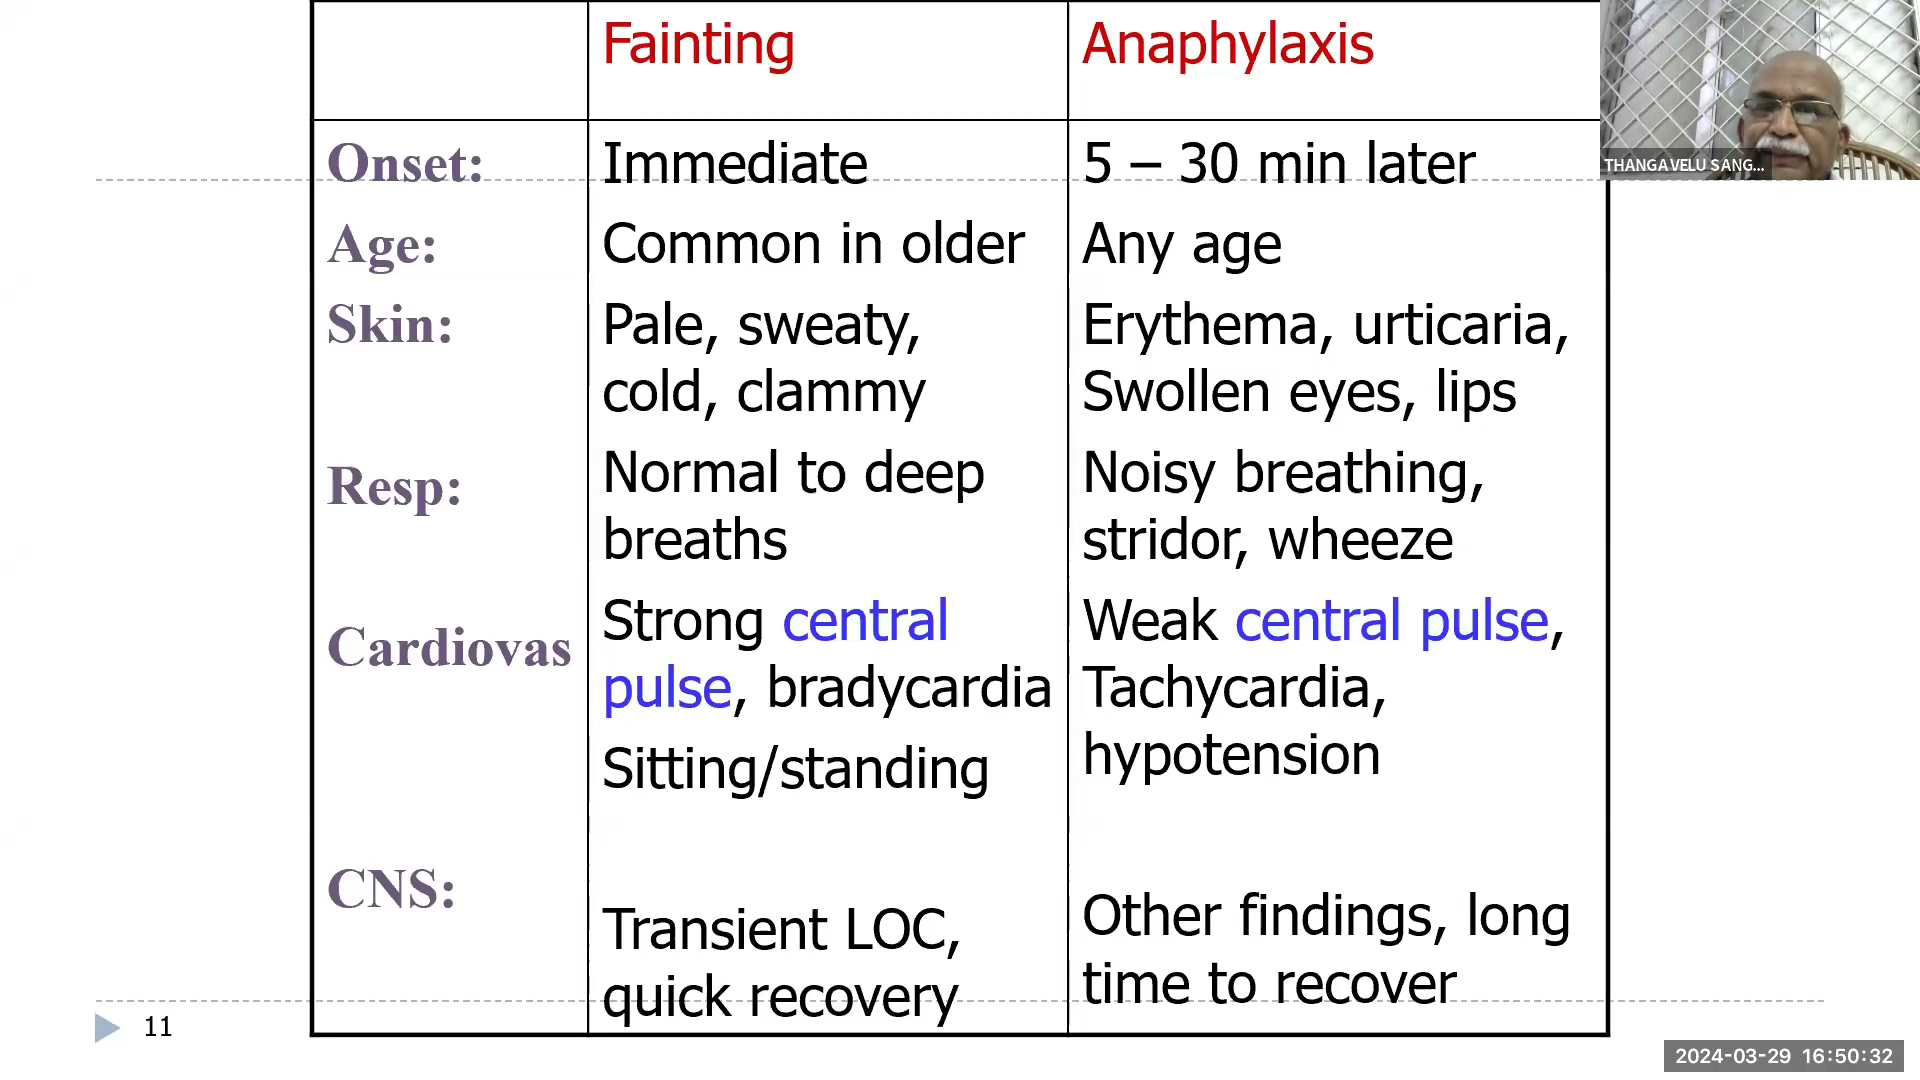 Fainting
Anaphylaxis
Onset:
Immediate
5 – 30 min later
Age:
Common in older
Any age
Skin:
Pale, sweaty,
cold, clammy
Erythema, urticaria,
Swollen eyes, lips
Resp:
Normal to deep
breaths
Noisy breathing,
stridor, wheeze
Cardiovas
Strong central
pulse, bradycardia
Sitting/standing
Weak central pulse,
Tachycardia,
hypotension
CNS:
Transient LOC,
quick recovery
Other findings, long
time to recover
11
THANGAVELU SANG...
2024-03-29 16:50:32